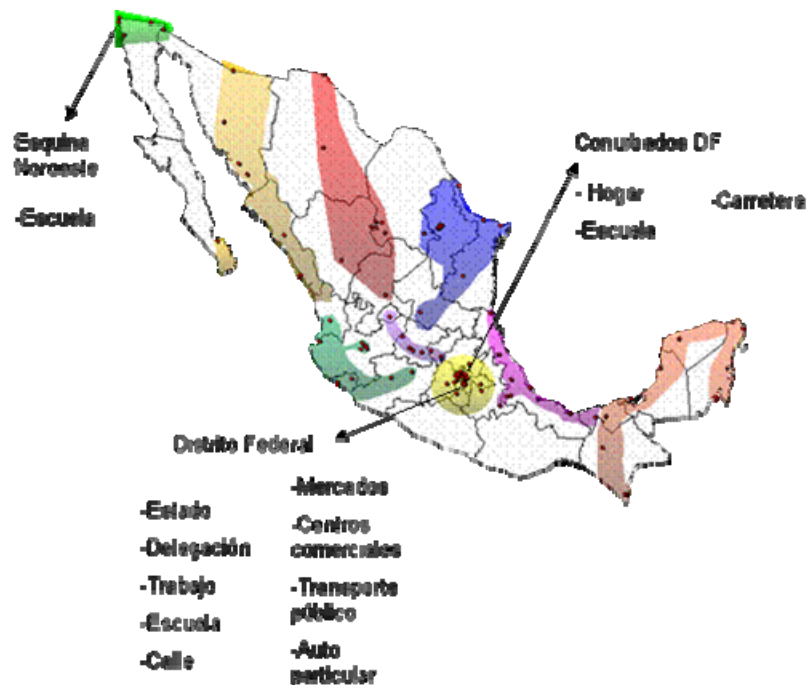 Esquina
Noroeste
-Escuela
Conurbados DF
- Hogar
-Escuela
-Carretera
Distrito Federal
-Estado
-Delegación
-Trabajo
-Escuela
-Calle
-Mercados
-Centros
comerciales
-Transporte
público
-Auto
particular